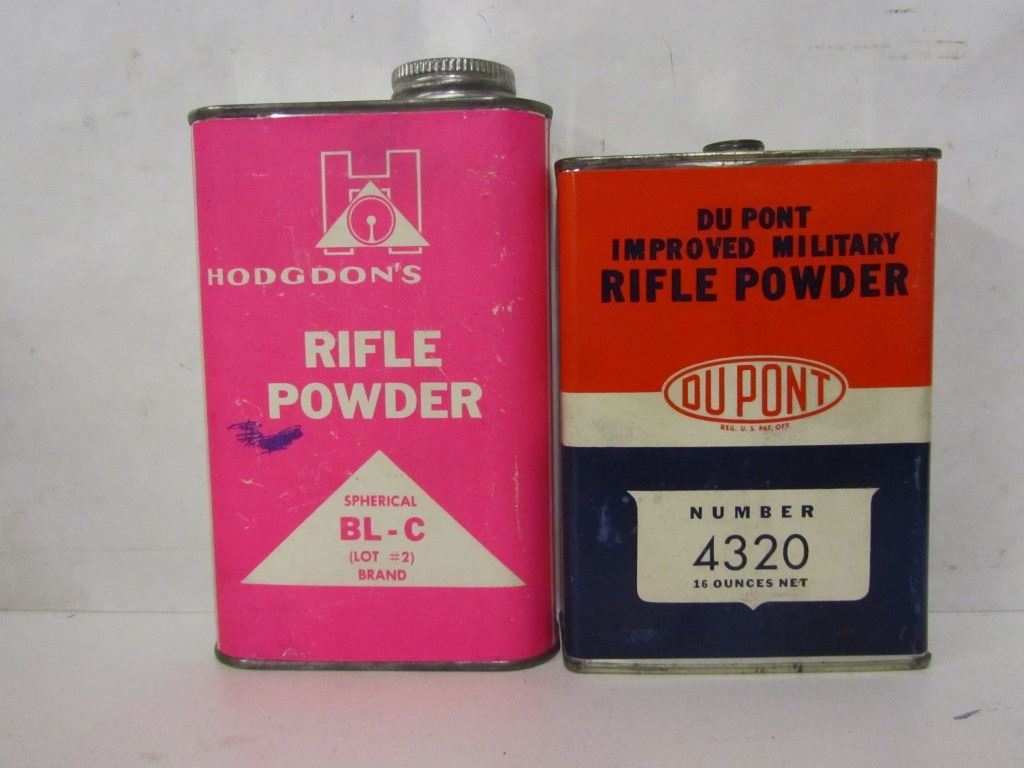 H
HODGDON'S
RIFLE
POWDER
SPHERICAL
BL-C
(LOT #2)
BRAND
DU PONT
IMPROVED MILITARY
RIFLE POWDER
DU PONT
REG. U.S. PAT. OFF.
NUMBER
4320
16 OUNCES NET